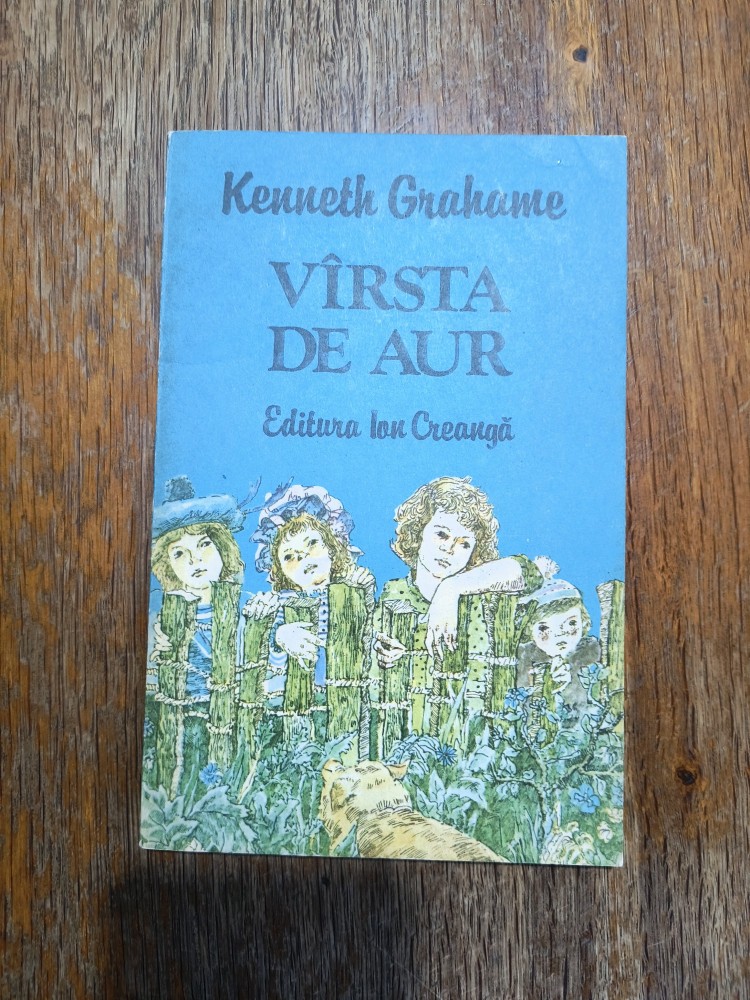 Kenneth Grahame
VÎRSTA
DE AUR
Editura Ion Creangă